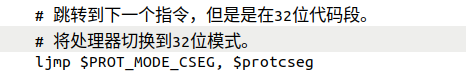 # 跳转到下一个指令，但是是在32位代码段。
# 将处理器切换到32位模式。
ljmp $PROT_MODE_CSEG, $protcseg